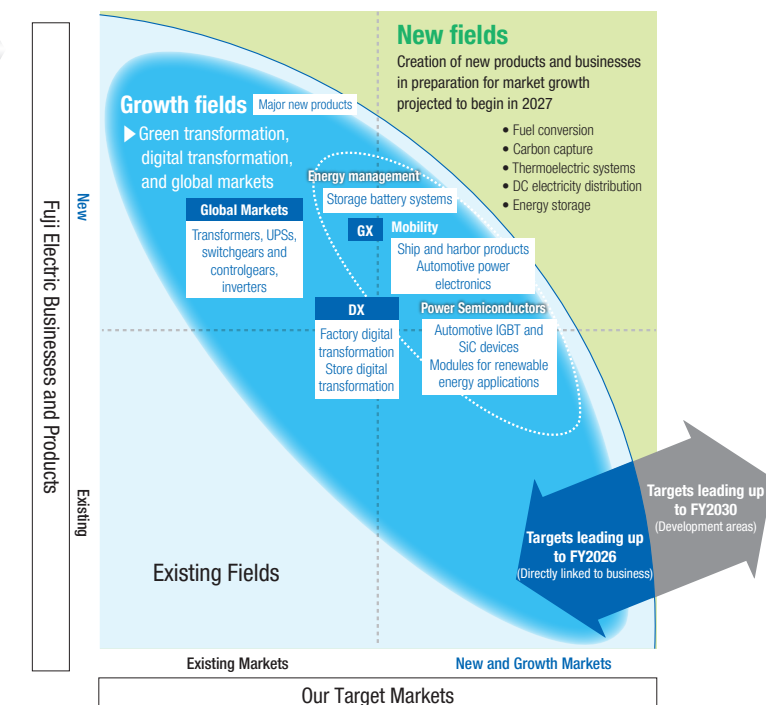 New fields
Creation of new products and businesses
in preparation for market growth
projected to begin in 2027
• Fuel conversion
• Carbon capture
• Thermoelectric systems
• DC electricity distribution
• Energy storage
Growth fields
Major new products
▶ Green transformation,
digital transformation,
and global markets
Energy management
Storage battery systems
Global Markets
Transformers, UPSs,
switchgears and
controlgears,
inverters
GX
Mobility
Ship and harbor products
Automotive power
electronics
DX
Factory digital
transformation
Store digital
transformation
Power Semiconductors
Automotive IGBT and
SiC devices
Modules for renewable
energy applications
Fuji Electric Businesses and Products
New
Existing
Existing Fields
Targets leading up
to FY2026
(Directly linked to business)
Targets leading up
to FY2030
(Development areas)
Existing Markets
New and Growth Markets
Our Target Markets